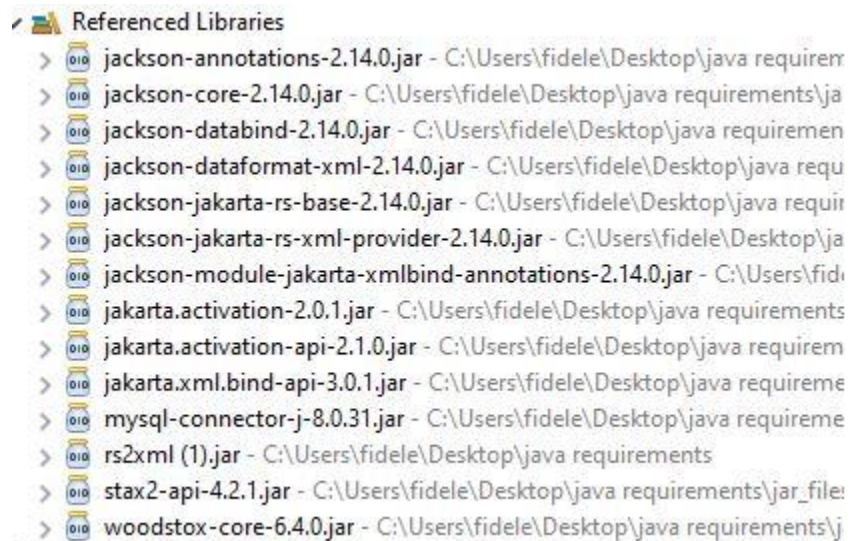 Referenced Libraries
jackson-annotations-2.14.0.jar - C:\Users\fidele\Desktop\java requirem
jackson-core-2.14.0.jar - C:\Users\fidele\Desktop\java requirements\ja
jackson-databind-2.14.0.jar - C:\Users\fidele\Desktop\java requiremen
jackson-dataformat-xml-2.14.0.jar - C:\Users\fidele\Desktop\java requ
jackson-jakarta-rs-base-2.14.0.jar - C:\Users\fidele\Desktop\java requir
jackson-jakarta-rs-xml-provider-2.14.0.jar - C:\Users\fidele\Desktop\ja
jackson-module-jakarta-xmlbind-annotations-2.14.0.jar - C:\Users\fid
jakarta.activation-2.0.1.jar - C:\Users\fidele\Desktop\java requirements
jakarta.activation-api-2.1.0.jar - C:\Users\fidele\Desktop\java requirem
jakarta.xml.bind-api-3.0.1.jar - C:\Users\fidele\Desktop\java requireme
mysql-connector-j-8.0.31.jar - C:\Users\fidele\Desktop\java requireme
rs2xml (1).jar - C:\Users\fidele\Desktop\java requirements
stax2-api-4.2.1.jar - C:\Users\fidele\Desktop\java requirements\jar_files
woodstox-core-6.4.0.jar - C:\Users\fidele\Desktop\java requirements\j